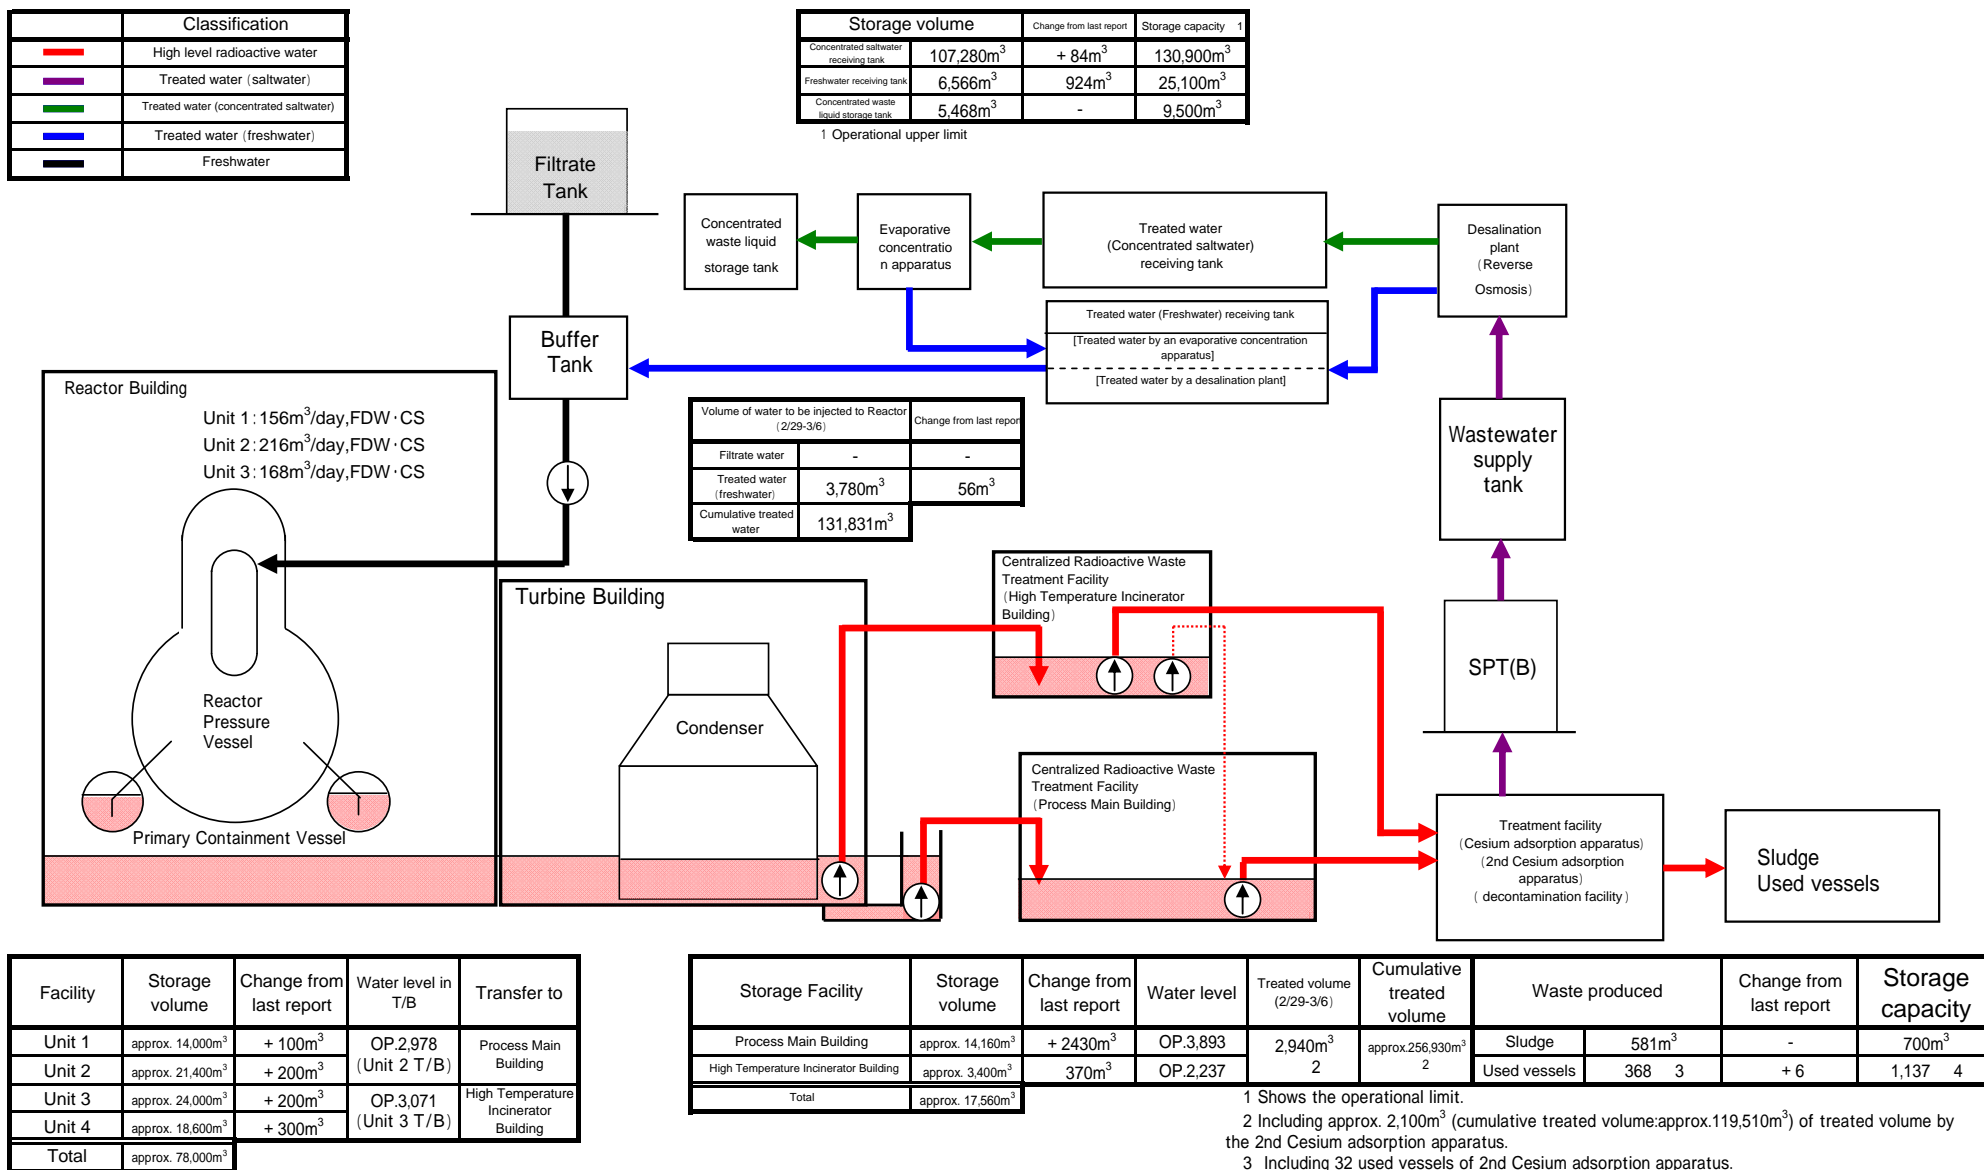 Classification
High level radioactive water
Treated water (saltwater)
Treated water (concentrated saltwater)
Treated water (freshwater)
Freshwater
Storage volume Change from last report Storage capacity 1
Concentrated saltwater
receiving tank 107,280m³ + 84m³ 130,900m³
Freshwater receiving tank 6,566m³ 924m³ 25,100m³
Concentrated waste
liquid storage tank 5,468m³ - 9,500m³
1 Operational upper limit
Filtrate
Tank
Concentrated
waste liquid
storage tank
Evaporative
concentratio
n apparatus
Treated water
(Concentrated saltwater)
receiving tank
Desalination
plant
(Reverse
Osmosis)
Treated water (Freshwater) receiving tank
[Treated water by an evaporative concentration
apparatus]
[Treated water by a desalination plant]
Buffer
Tank
Reactor Building
Unit 1:156m³/day,FDW・CS
Unit 2:216m³/day,FDW・CS
Unit 3:168m³/day,FDW・CS
Volume of water to be injected to Reactor
(2/29-3/6) Change from last report
Filtrate water - -
Treated water
(freshwater) 3,780m³ 56m³
Cumulative treated
water 131,831m³
Wastewater
supply
tank
Centralized Radioactive Waste
Treatment Facility
(High Temperature Incinerator
Building)
Turbine Building
SPT(B)
Reactor
Pressure
Vessel
Condenser
Primary Containment Vessel
Centralized Radioactive Waste
Treatment Facility
(Process Main Building)
Treatment facility
(Cesium adsorption apparatus)
(2nd Cesium adsorption
apparatus)
( decontamination facility)
Sludge
Used vessels
Facility Storage volume Change from last report Water level in T/B Transfer to
Unit 1 approx. 14,000m³ + 100m³ OP.2,978 (Unit 2 T/B) Process Main Building
Unit 2 approx. 21,400m³ + 200m³
Unit 3 approx. 24,000m³ + 200m³ OP.3,071 (Unit 3 T/B) High Temperature Incinerator Building
Unit 4 approx. 18,600m³ + 300m³
Total approx. 78,000m³
Storage Facility Storage volume Change from last report Water level Treated volume (2/29-3/6) Cumulative treated volume Waste produced Change from last report Storage capacity
Process Main Building approx. 14,160m³ + 2430m³ OP.3,893 2,940m³ 2 approx.256,930m³ 2 Sludge 581m³ - 700m³
High Temperature Incinerator Building approx. 3,400m³ 370m³ OP.2,237 Used vessels 368 3 + 6 1,137 4
Total approx. 17,560m³
1 Shows the operational limit.
2 Including approx. 2,100m³ (cumulative treated volume:approx.119,510m³) of treated volume by
the 2nd Cesium adsorption apparatus.
3 Including 32 used vessels of 2nd Cesium adsorption apparatus.